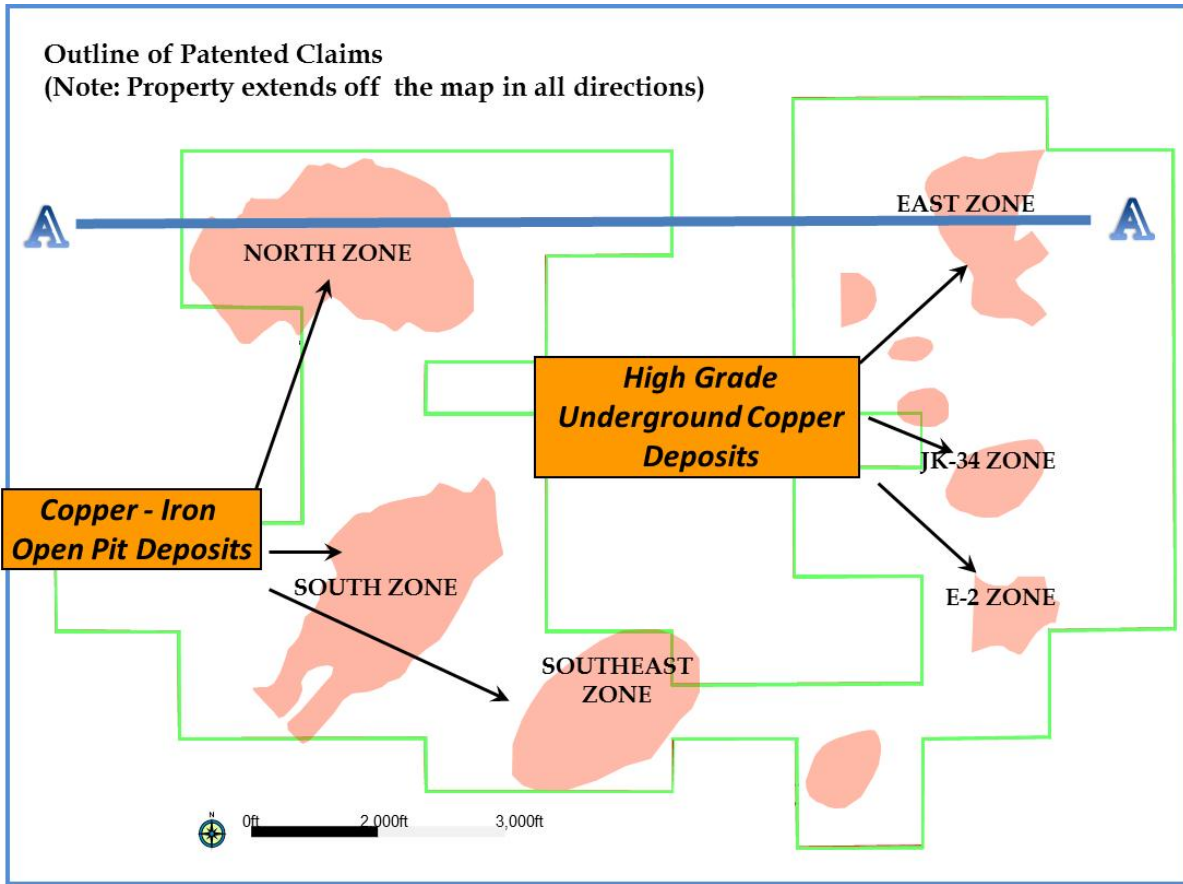 Outline of Patented Claims
(Note: Property extends off the map in all directions)
A
A
EAST ZONE
NORTH ZONE
High Grade
Underground Copper
Deposits
JK-34 ZONE
Copper - Iron
Open Pit Deposits
SOUTH ZONE
E-2 ZONE
SOUTHEAST
ZONE
N
0ft 2,000ft 3,000ft